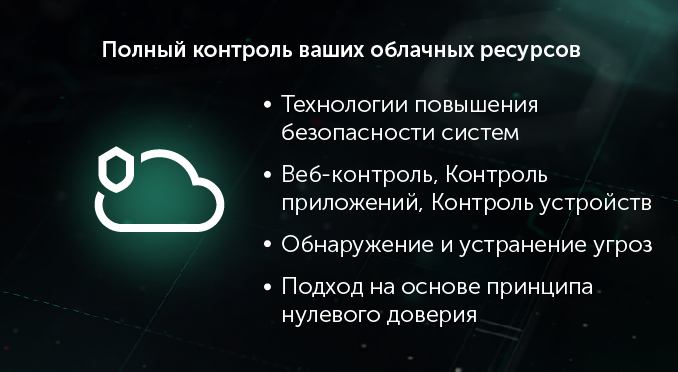 Полный контроль ваших облачных ресурсов
• Технологии повышения
безопасности систем
• Веб-контроль, Контроль
приложений, Контроль устройств
• Обнаружение и устранение угроз
• Подход на основе принципа
нулевого доверия